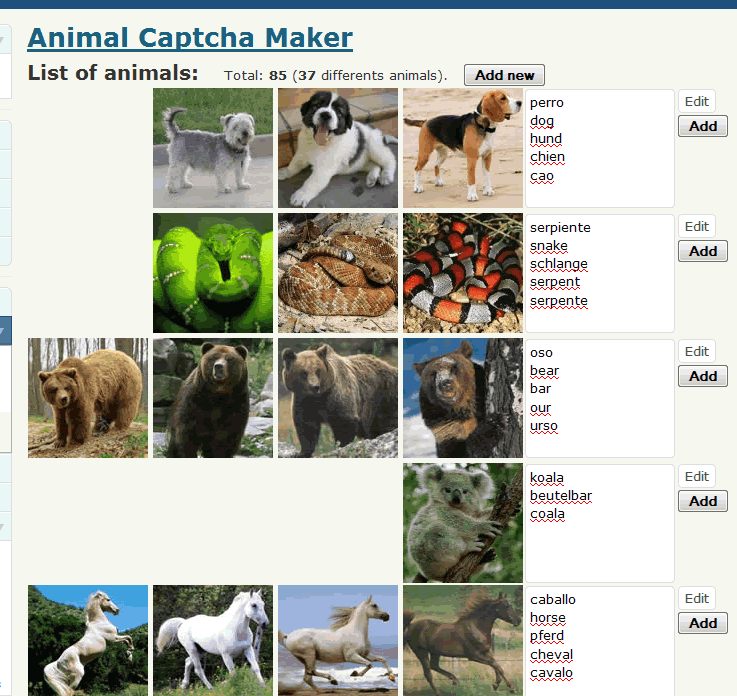 Animal Captcha Maker
List of animals: Total: 85 (37 differents animals). Add new
perro
dog
hund
chien
cao
Edit
Add
serpiente
snake
schlange
serpent
serpente
Edit
Add
oso
bear
bar
our
urso
Edit
Add
koala
beutelbar
coala
Edit
Add
caballo
horse
pferd
cheval
cavalo
Edit
Add